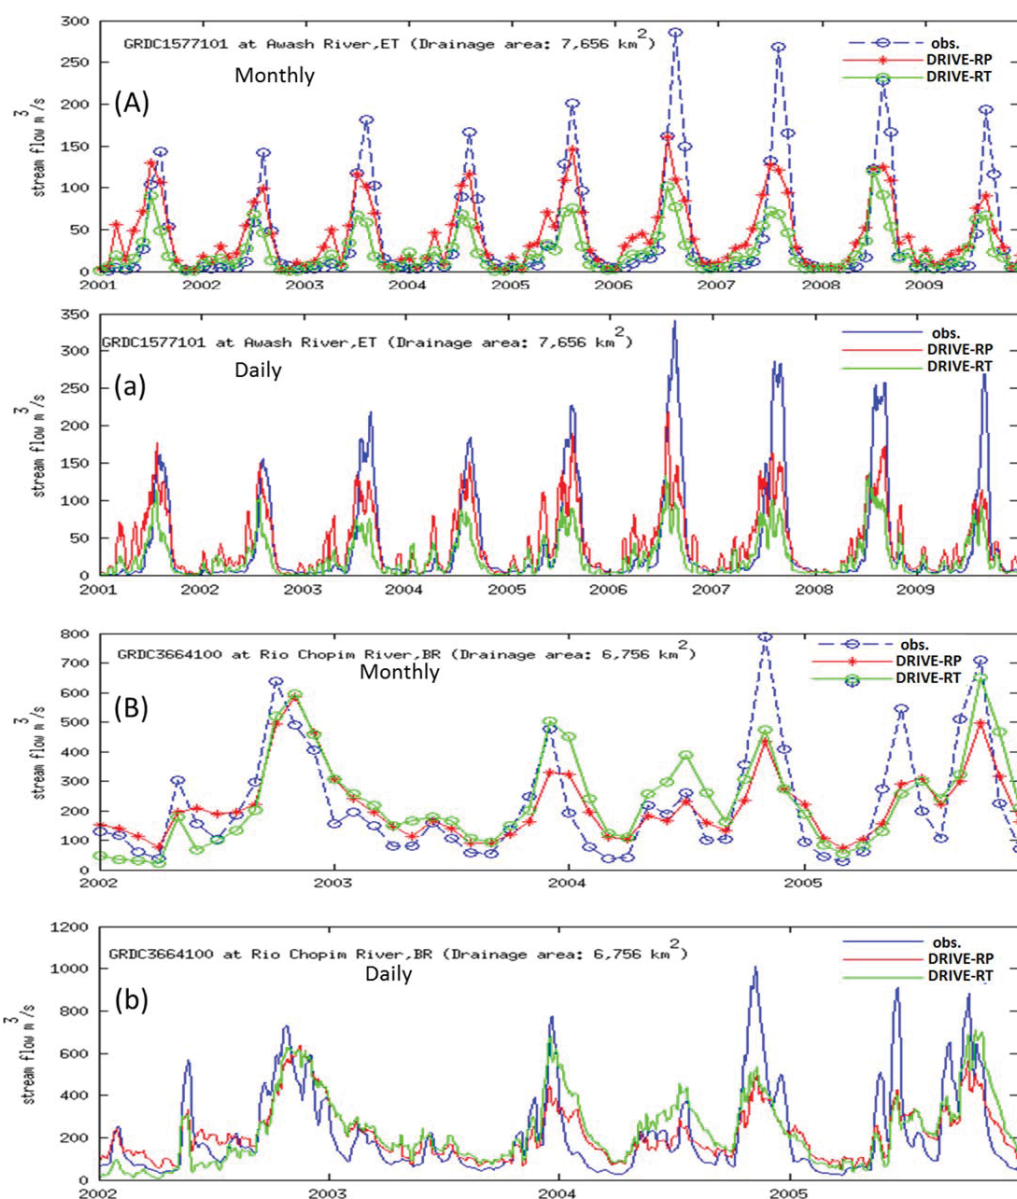 300
250
200
150
100
50
0
stream flow m3/s
GRDC1577101 at Awash River,ET (Drainage area: 7,656 km2)
Monthly
(A)
obs.
DRIVE-RP
DRIVE-RT
2001 2002 2003 2004 2005 2006 2007 2008 2009
350
300
250
200
150
100
50
0
stream flow m3/s
GRDC1577101 at Awash River,ET (Drainage area: 7,656 km2)
Daily
(a)
obs.
DRIVE-RP
DRIVE-RT
2001 2002 2003 2004 2005 2006 2007 2008 2009
800
700
600
500
400
300
200
100
0
stream flow m3/s
GRDC3664100 at Rio Chopim River,BR (Drainage area: 6,756 km2)
Monthly
(B)
obs.
DRIVE-RP
DRIVE-RT
2002 2003 2004 2005
1200
1000
800
600
400
200
0
stream flow m3/s
GRDC3664100 at Rio Chopim River,BR (Drainage area: 6,756 km2)
Daily
(b)
obs.
DRIVE-RP
DRIVE-RT
2002 2003 2004 2005